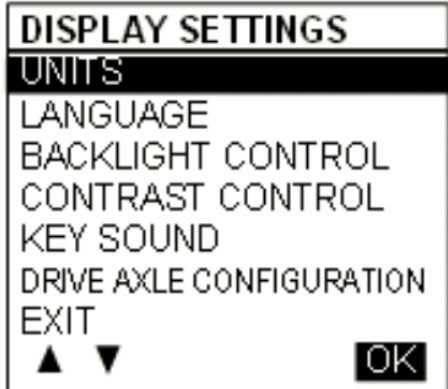 DISPLAY SETTINGS
UNITS
LANGUAGE
BACKLIGHT CONTROL
CONTRAST CONTROL
KEY SOUND
DRIVE AXLE CONFIGURATION
EXIT
▲ ▼ OK